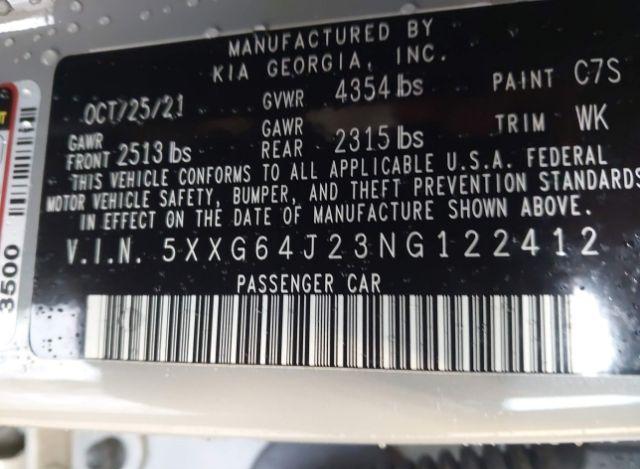 MANUFACTURED BY
KIA GEORGIA, INC.
OCT/25/21 GVWR 4354 lbs PAINT C7S
GAWR FRONT 2513 lbs GAWR REAR 2315 lbs TRIM WK
THIS VEHICLE CONFORMS TO ALL APPLICABLE U.S.A. FEDERAL
MOTOR VEHICLE SAFETY, BUMPER, AND THEFT PREVENTION STANDARDS
IN EFFECT ON THE DATE OF MANUFACTURE SHOWN ABOVE.
V.I.N. 5XXG64J23NG122412
PASSENGER CAR
3500